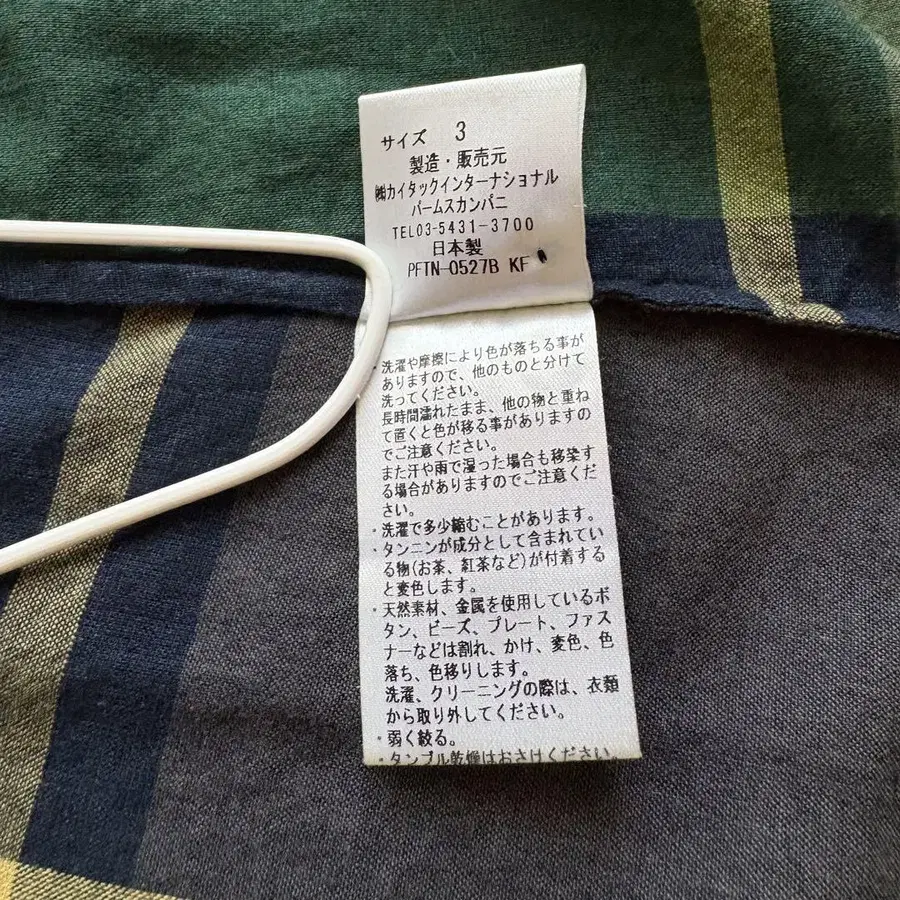 サイズ 3
製造・販売元
㈱カイタックインターナショナル
パームスカンパニ
TEL03-5431-3700
日本製
PFTN-0527B KF
・洗濯や摩擦により色が落ちる事が
ありますので、他のものと分けて
洗ってください。
長時間濡れたまま、他の物と重ね
て置くと色が移る事がありますの
でご注意ください。
また汗や雨で湿った場合も移染す
る場合がありますのでご注意くだ
さい。
・洗濯で多少縮むことがあります。
・タンニンが成分として含まれてい
る物(お茶、紅茶など)が付着する
と変色します。
・天然素材、金属を使用しているボ
タン、ビーズ、プレート、ファス
ナーなどは割れ、かけ、変色、色
落ち、色移りします。
洗濯、クリーニングの際は、衣類
から取り外してください。
・弱く絞る。
・タンブル乾燥はおさけください。